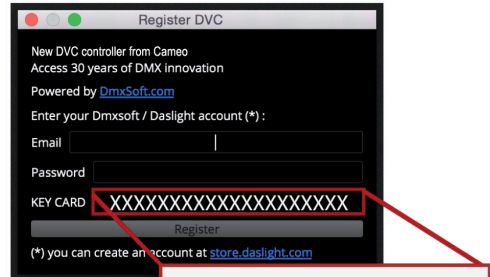 Register DVC
New DVC controller from Cameo
Access 30 years of DMX innovation
Powered by DmxSoft.com
Enter your Dmxsoft / Daslight account (*) :
Email
Password
KEY CARD XXXXXXXXXXXXXXXXXXXX
Register
(*) you can create an account at store.daslight.com